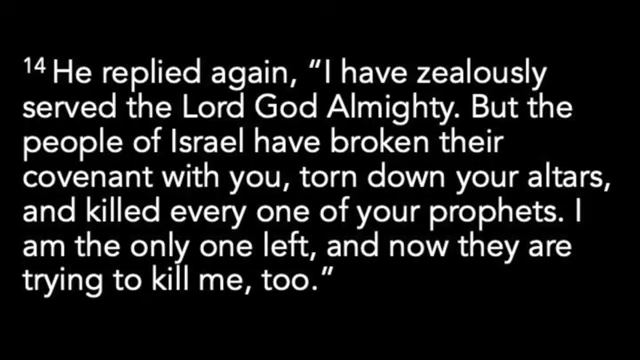 14 He replied again, “I have zealously
served the Lord God Almighty. But the
people of Israel have broken their
covenant with you, torn down your altars,
and killed every one of your prophets. I
am the only one left, and now they are
trying to kill me, too.”